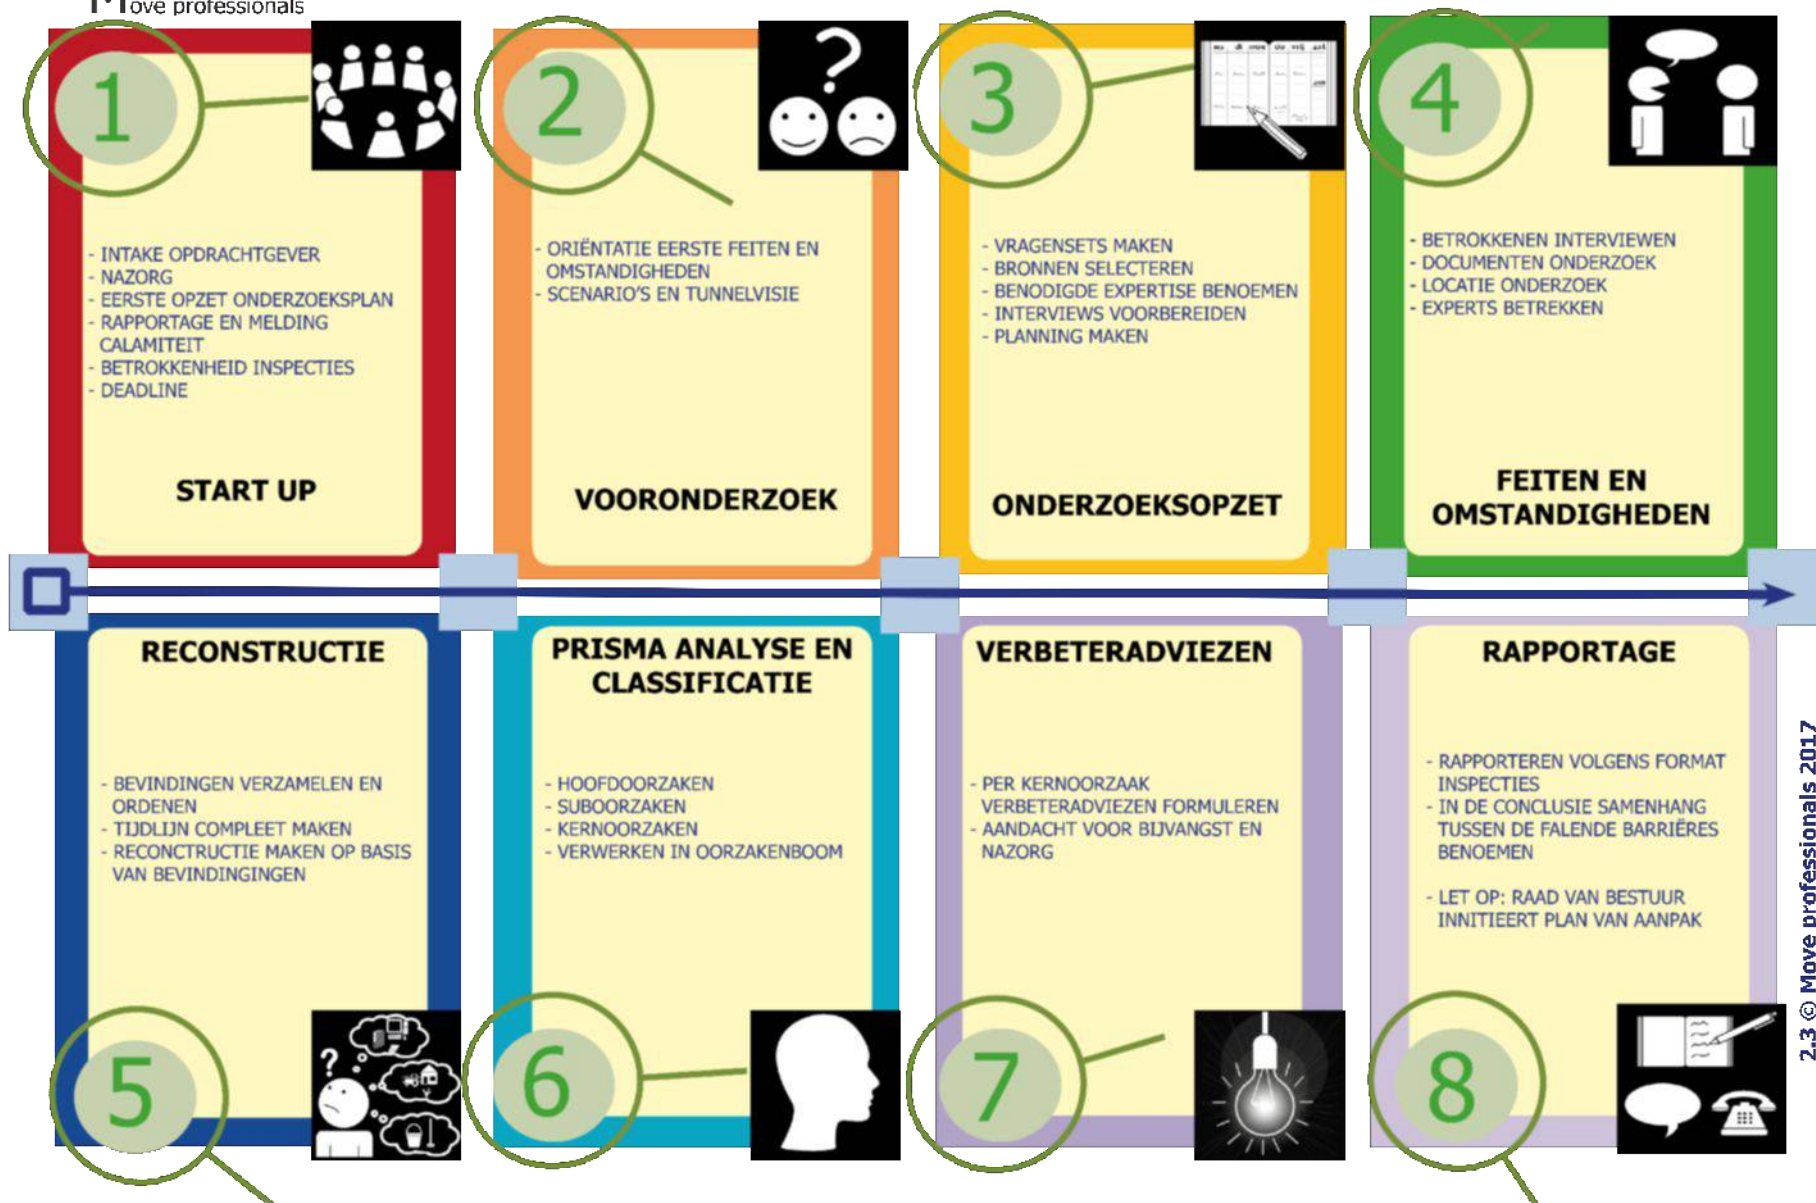 Move professionals
1
- INTAKE OPDRACHTGEVER
- NAZORG
- EERSTE OPZET ONDERZOEKSPLAN
- RAPPORTAGE EN MELDING
CALAMITEIT
- BETROKKENHEID INSPECTIES
- DEADLINE
START UP
2
- ORIËNTATIE EERSTE FEITEN EN
OMSTANDIGHEDEN
- SCENARIO'S EN TUNNELVISIE
VOORONDERZOEK
3
- VRAGENSETS MAKEN
- BRONNEN SELECTEREN
- BENODIGDE EXPERTISE BENOEMEN
- INTERVIEWS VOORBEREIDEN
- PLANNING MAKEN
ONDERZOEKSOPZET
4
- BETROKKENEN INTERVIEWEN
- DOCUMENTEN ONDERZOEK
- LOCATIE ONDERZOEK
- EXPERTS BETREKKEN
FEITEN EN
OMSTANDIGHEDEN
RECONSTRUCTIE
- BEVINDINGEN VERZAMELEN EN
ORDENEN
- TIJDLIJN COMPLEET MAKEN
- RECONCTRUCTIE MAKEN OP BASIS
VAN BEVINDINGINGEN
5
?
PRISMA ANALYSE EN
CLASSIFICATIE
- HOOFDOORZAKEN
- SUBOORZAKEN
- KERNOORZAKEN
- VERWERKEN IN OORZAKENBOOM
6
VERBETERADVIEZEN
- PER KERNOORZAAK
VERBETERADVIEZEN FORMULEREN
- AANDACHT VOOR BIJVANGST EN
NAZORG
7
RAPPORTAGE
- RAPPORTEREN VOLGENS FORMAT
INSPECTIES
- IN DE CONCLUSIE SAMENHANG
TUSSEN DE FALENDE BARRIÈRES
BENOEMEN
- LET OP: RAAD VAN BESTUUR
INNITIEERT PLAN VAN AANPAK
8
2.3 © Move professionals 2017